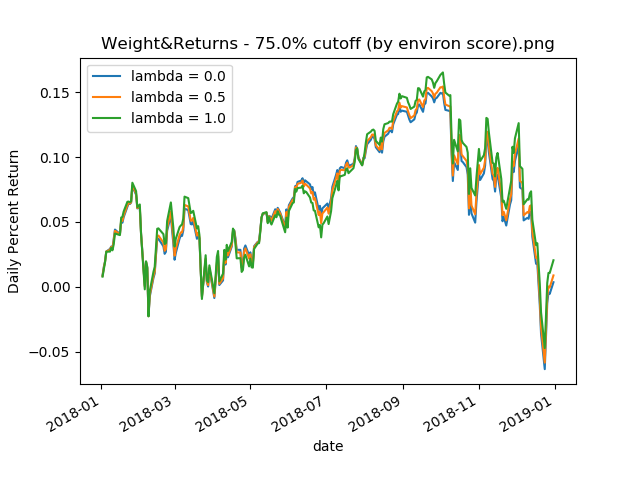 Weight&Returns - 75.0% cutoff (by environ score).png
lambda = 0.0
lambda = 0.5
lambda = 1.0
Daily Percent Return
0.15
0.10
0.05
0.00
−0.05
2018-01
2018-03
2018-05
2018-07
2018-09
2018-11
2019-01
date